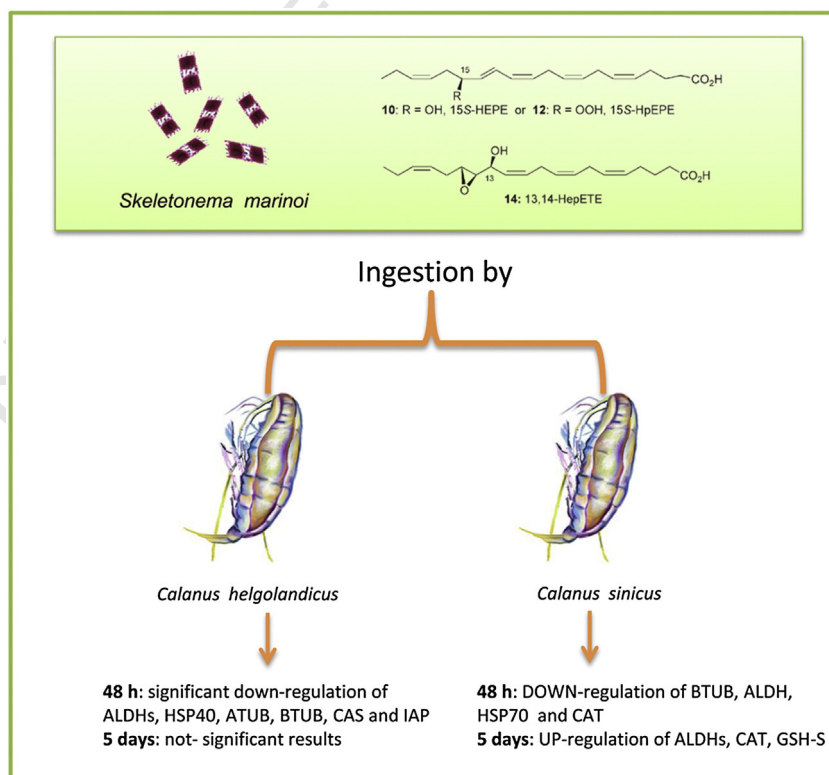 15
CO₂H
R
10: R = OH, 15S-HEPE or 12: R = OOH, 15S-HpEPE
OH
13
O
CO₂H
14: 13,14-HepETE
Skeletonema marinoi
Ingestion by
Calanus helgolandicus
Calanus sinicus
48 h: significant down-regulation of
ALDHs, HSP40, ATUB, BTUB, CAS and IAP
5 days: not- significant results
48 h: DOWN-regulation of BTUB, ALDH,
HSP70 and CAT
5 days: UP-regulation of ALDHs, CAT, GSH-S